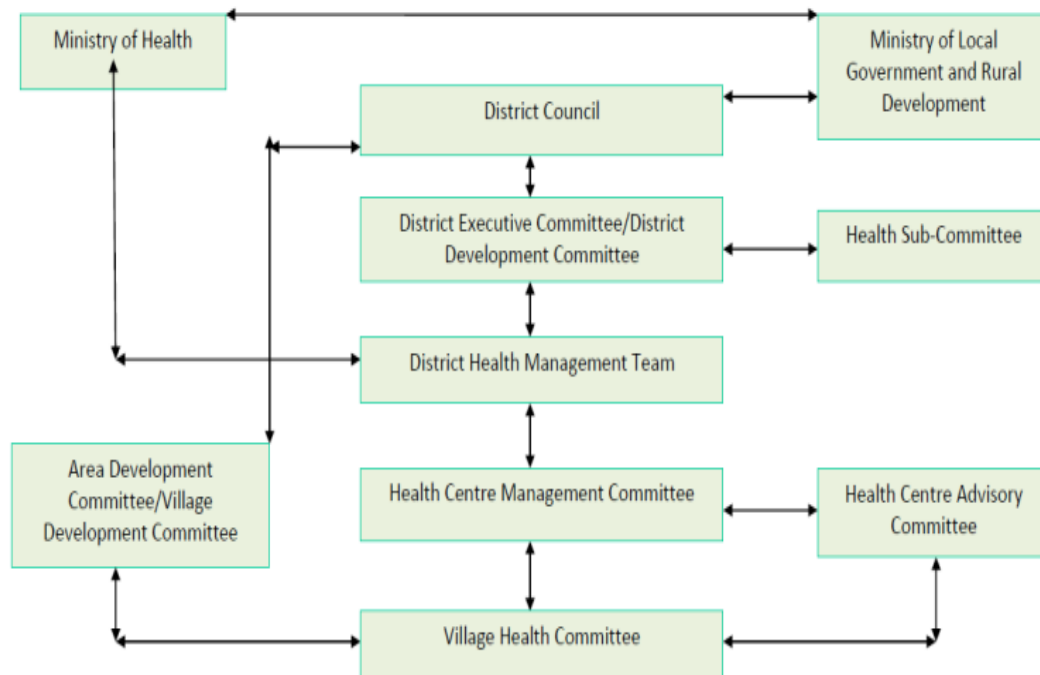 Ministry of Health
Ministry of Local
Government and Rural
Development
District Council
District Executive Committee/District
Development Committee
Health Sub-Committee
District Health Management Team
Area Development
Committee/Village
Development Committee
Health Centre Management Committee
Health Centre Advisory
Committee
Village Health Committee